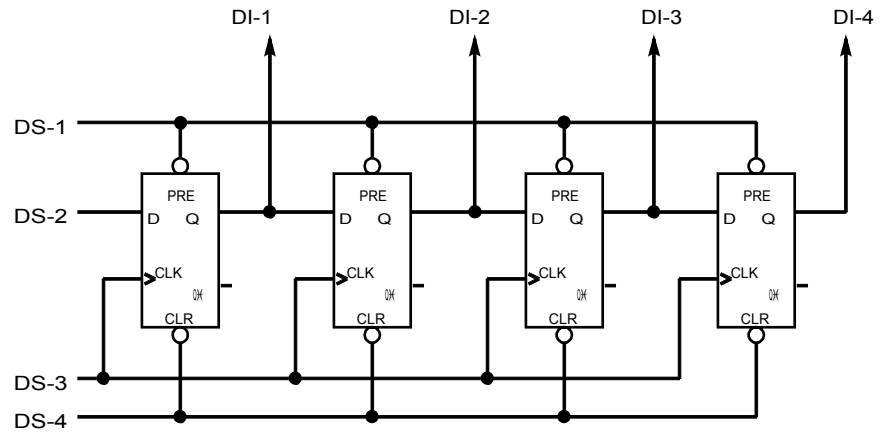 DI-1 DI-2 DI-3 DI-4
DS-1
PRE PRE PRE PRE
DS-2 D Q D Q D Q D Q
CLK CLK CLK CLK
CLR CLR CLR CLR
DS-3
DS-4